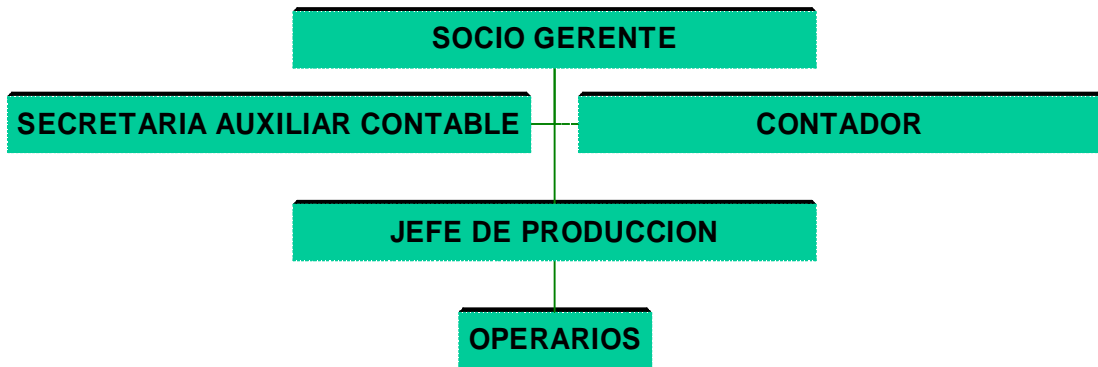 SOCIO GERENTE
SECRETARIA AUXILIAR CONTABLE
CONTADOR
JEFE DE PRODUCCION
OPERARIOS